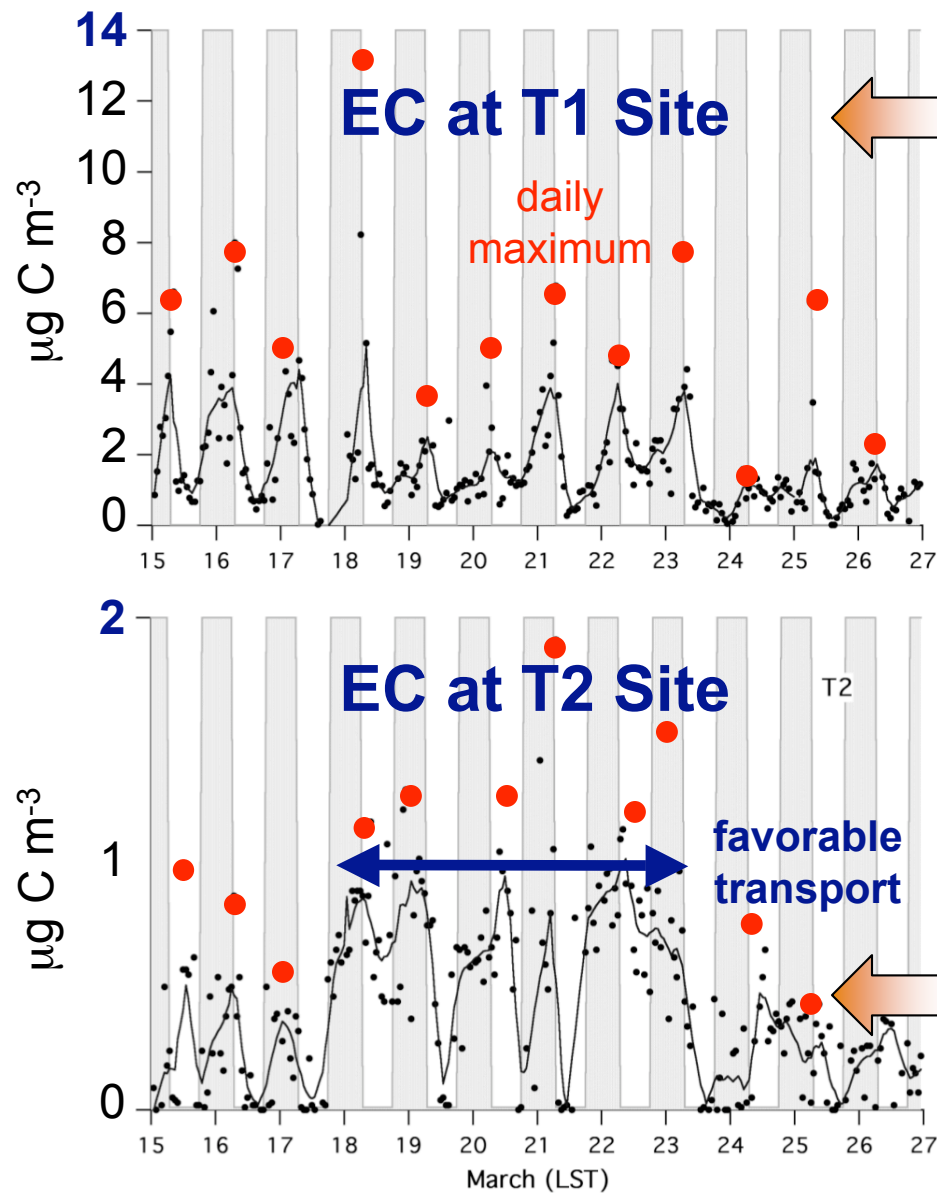 14
EC at T1 Site
12
10
daily
maximum
8
6
4
2
0
µg C m-3
15 16 17 18 19 20 21 22 23 24 25 26 27
2
EC at T2 Site
T2
favorable
transport
1
0
µg C m-3
15 16 17 18 19 20 21 22 23 24 25 26 27
March (LST)